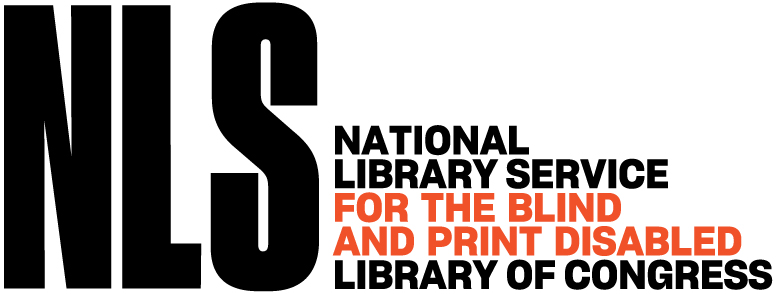 NLS
NATIONAL
LIBRARY SERVICE
FOR THE BLIND
AND PRINT DISABLED
LIBRARY OF CONGRESS